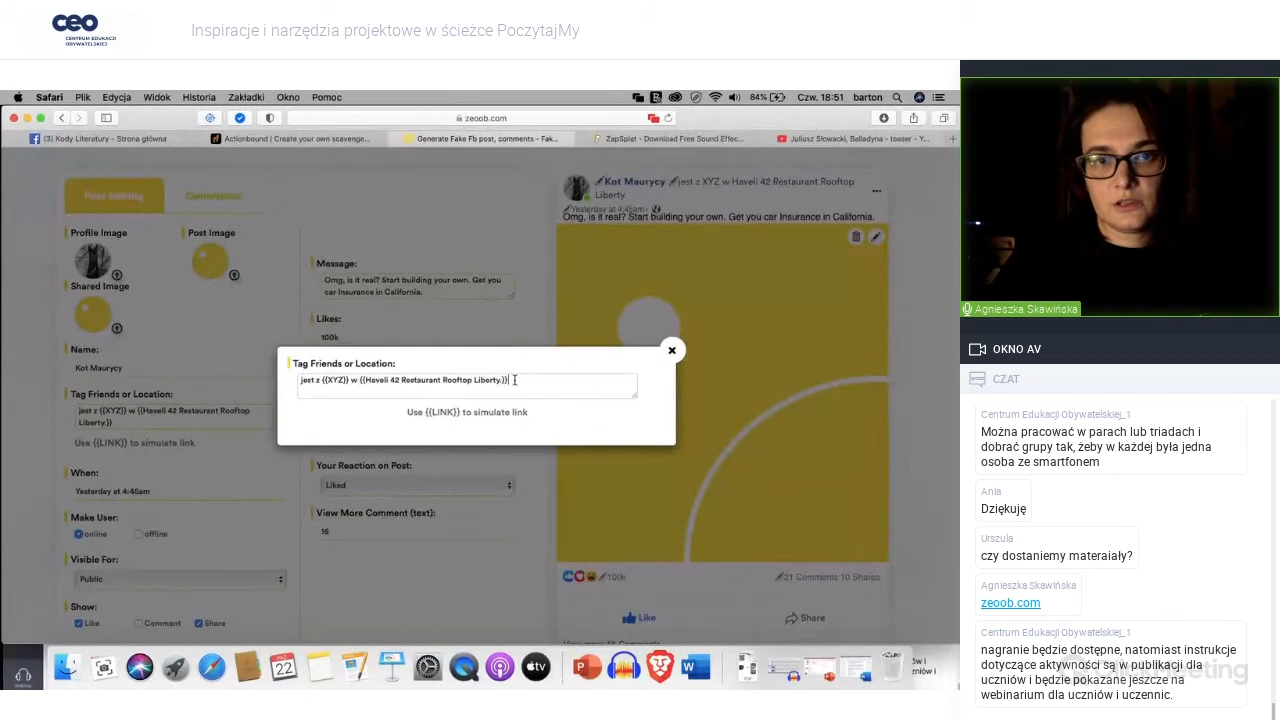 ceo
CENTRUM EDUKACJI
OBYWATELSKIEJ
Inspiracje i narzędzia projektowe w ścieżce PoczytajMy
Safari Plik Edycja Widok Historia Zakładki Okno Pomoc
84% Czw. 18:51 barton
zeoob.com
(3) Kody Literatury - Strona główna
Actionbound | Create your own scavenge...
Generate Fake Fb post, comments - Fak...
ZapSplat - Download Free Sound Effec...
Juliusz Słowacki, Balladyna - teaser - Y...
Post Editing
Comments
Profile Image
Post Image
Shared Image
Name:
Kot Maurycy
Tag Friends or Location:
jest z {{XYZ}} w {{Haveli 42 Restaurant Rooftop
Liberty.}}
Use {{LINK}} to simulate link
When:
Yesterday at 4:45am
Make User:
online
offline
Visible For:
Public
Show:
Like
Comment
Share
Message:
Omg, is it real? Start building your own. Get you
car Insurance in California.
Likes:
100k
Your Reaction on Post:
Liked
View More Comment (text):
16
Tag Friends or Location:
jest z {{XYZ}} w {{Haveli 42 Restaurant Rooftop Liberty.}}
Use {{LINK}} to simulate link
Kot Maurycy jest z XYZ w Haveli 42 Restaurant Rooftop
Liberty.
Yesterday at 4:45am
Omg, is it real? Start building your own. Get you car Insurance in California.
100k
21 Comments 10 Shares
Like
Share
PAŹ
22
tv
Agnieszka Skawińska
OKNO AV
CZAT
Centrum Edukacji Obywatelskiej_1
Można pracować w parach lub triadach i
dobrać grupy tak, żeby w każdej była jedna
osoba ze smartfonem
Ania
Dziękuję
Urszula
czy dostaniemy materaiały?
Agnieszka Skawińska
zeoob.com
Centrum Edukacji Obywatelskiej_1
nagranie będzie dostępne, natomiast instrukcje
dotyczące aktywności są w publikacji dla
uczniów i będzie pokazane jeszcze na
webinarium dla uczniów i uczennic.